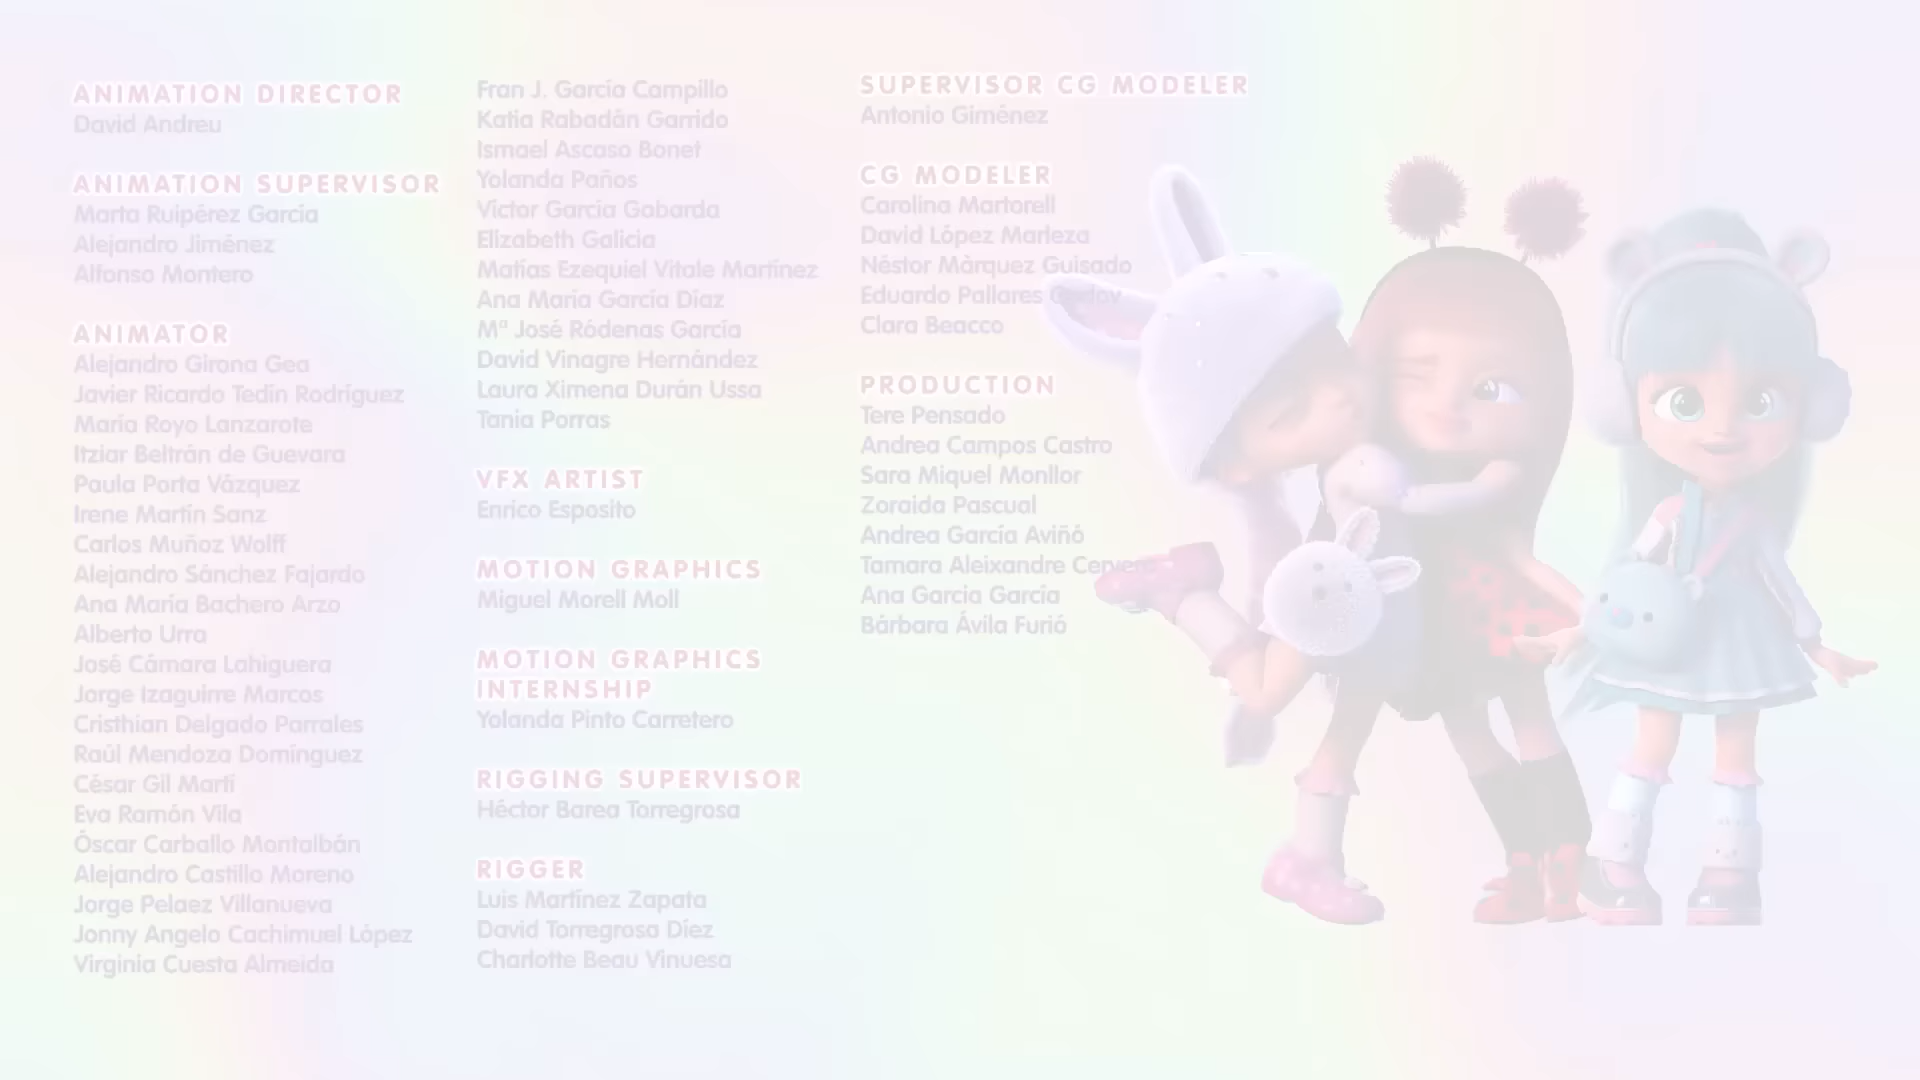 ANIMATION DIRECTOR
David Andreu
ANIMATION SUPERVISOR
Marta Ruipérez García
Alejandro Jiménez
Alfonso Montero
ANIMATOR
Alejandro Girona Gea
Javier Ricardo Tedín Rodríguez
María Royo Lanzarote
Itziar Beltrán de Guevara
Paula Porta Vázquez
Irene Martín Sanz
Carlos Muñoz Wolff
Alejandro Sánchez Fajardo
Ana María Bachero Arzo
Alberto Urra
José Cámara Lahiguera
Jorge Izaguirre Marcos
Cristhian Delgado Parrales
Raúl Mendoza Domínguez
César Gil Martí
Eva Ramón Vila
Óscar Carballo Montalbán
Alejandro Castillo Moreno
Jorge Pelaez Villanueva
Jonny Angelo Cachimuel López
Virginia Cuesta Almeida
Fran J. García Campillo
Katia Rabadán Garrido
Ismael Ascaso Bonet
Yolanda Paños
Víctor García Gabarda
Elizabeth Galicia
Matías Ezequiel Vitale Martínez
Ana María García Díaz
Mª José Ródenas García
David Vinagre Hernández
Laura Ximena Durán Ussa
Tania Porras
VFX ARTIST
Enrico Esposito
MOTION GRAPHICS
Miguel Morell Moll
MOTION GRAPHICS
INTERNSHIP
Yolanda Pinto Carretero
RIGGING SUPERVISOR
Héctor Barea Torregrosa
RIGGER
Luis Martínez Zapata
David Torregrosa Díez
Charlotte Beau Vinuesa
SUPERVISOR CG MODELER
Antonio Giménez
CG MODELER
Carolina Martorell
David López Marleza
Néstor Màrquez Guisado
Eduardo Pallares
Clara Beacco
PRODUCTION
Tere Pensado
Andrea Campos Castro
Sara Miquel Monllor
Zoraida Pascual
Andrea García Aviñó
Tamara Aleixandre
Ana García García
Bárbara Ávila Furió